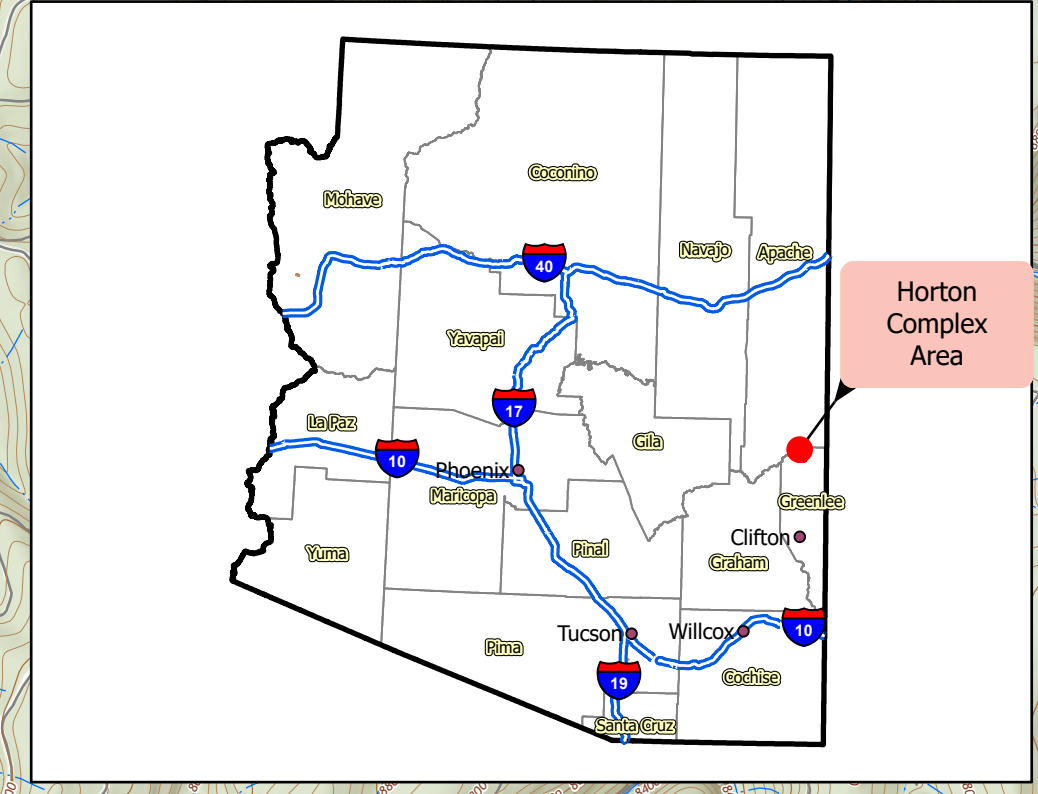 Coconino
Mohave
Navajo
Apache
40
Horton
Complex
Area
Yavapai
17
La Paz
Gila
10
Phoenix
Maricopa
Greenlee
Clifton
Yuma
Pinal
Graham
Tucson
Willcox
10
Pima
19
Cochise
Santa Cruz